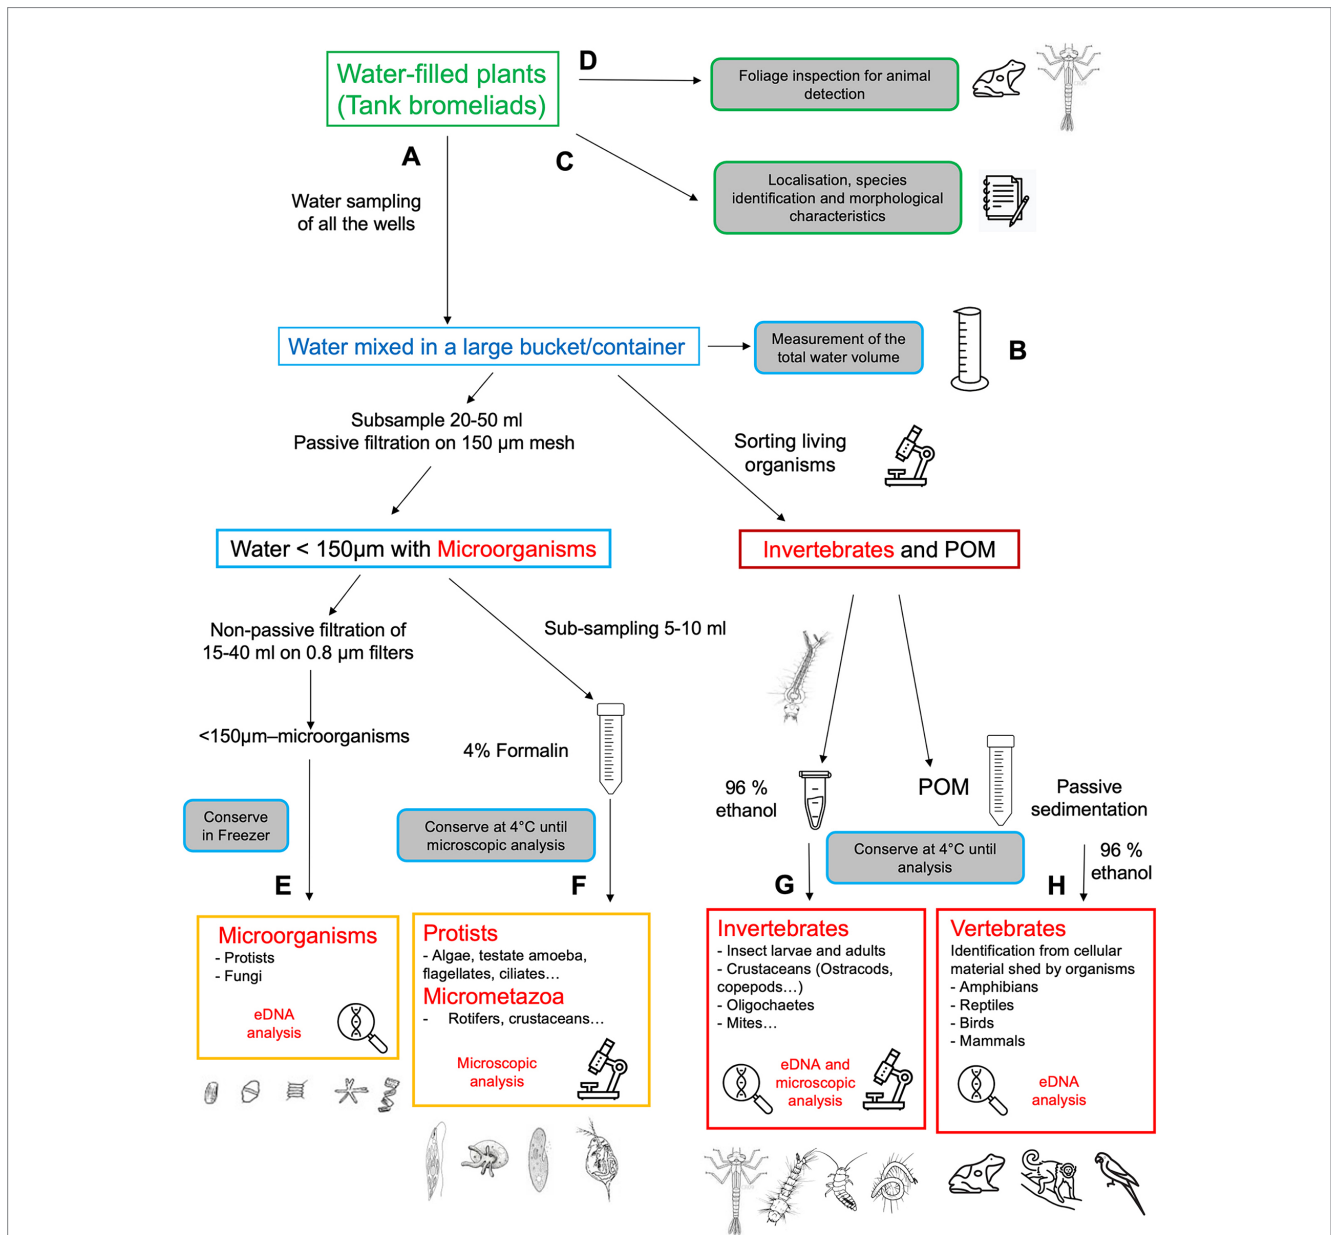 Water-filled plants
(Tank bromeliads)
D
Foliage inspection for animal
detection
A
C
Water sampling
of all the wells
Localisation, species
identification and morphological
characteristics
Water mixed in a large bucket/container
Measurement of the
total water volume
B
Subsample 20-50 ml
Passive filtration on 150 µm mesh
Sorting living
organisms
Water < 150µm with Microorganisms
Invertebrates and POM
Non-passive filtration of
15-40 ml on 0.8 µm filters
Sub-sampling 5-10 ml
<150µm–microorganisms
4% Formalin
96 %
ethanol
POM
Passive
sedimentation
Conserve
in Freezer
Conserve at 4°C until
microscopic analysis
Conserve at 4°C until
analysis
96 %
ethanol
E
F
G
H
Microorganisms
- Protists
- Fungi
eDNA
analysis
Protists
- Algae, testate amoeba,
flagellates, ciliates…
Micrometazoa
- Rotifers, crustaceans…
Microscopic
analysis
Invertebrates
- Insect larvae and adults
- Crustaceans (Ostracods,
copepods…)
- Oligochaetes
- Mites…
eDNA and
microscopic
analysis
Vertebrates
Identification from cellular
material shed by organisms
- Amphibians
- Reptiles
- Birds
- Mammals
eDNA
analysis